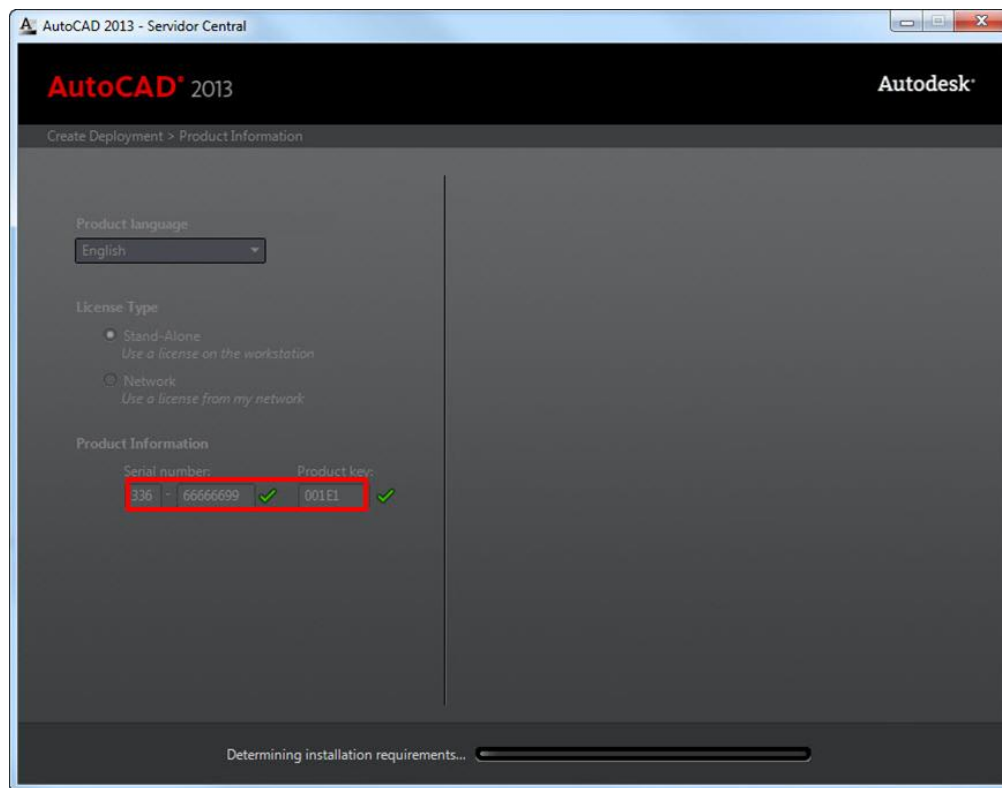 AutoCAD 2013 - Servidor Central
AutoCAD® 2013
Autodesk®
Create Deployment > Product Information
Product language
English
License Type
Stand-Alone
Use a license on the workstation
Network
Use a license from my network
Product Information
Serial number: Product key:
336 - 66666699 001E1
Determining installation requirements...